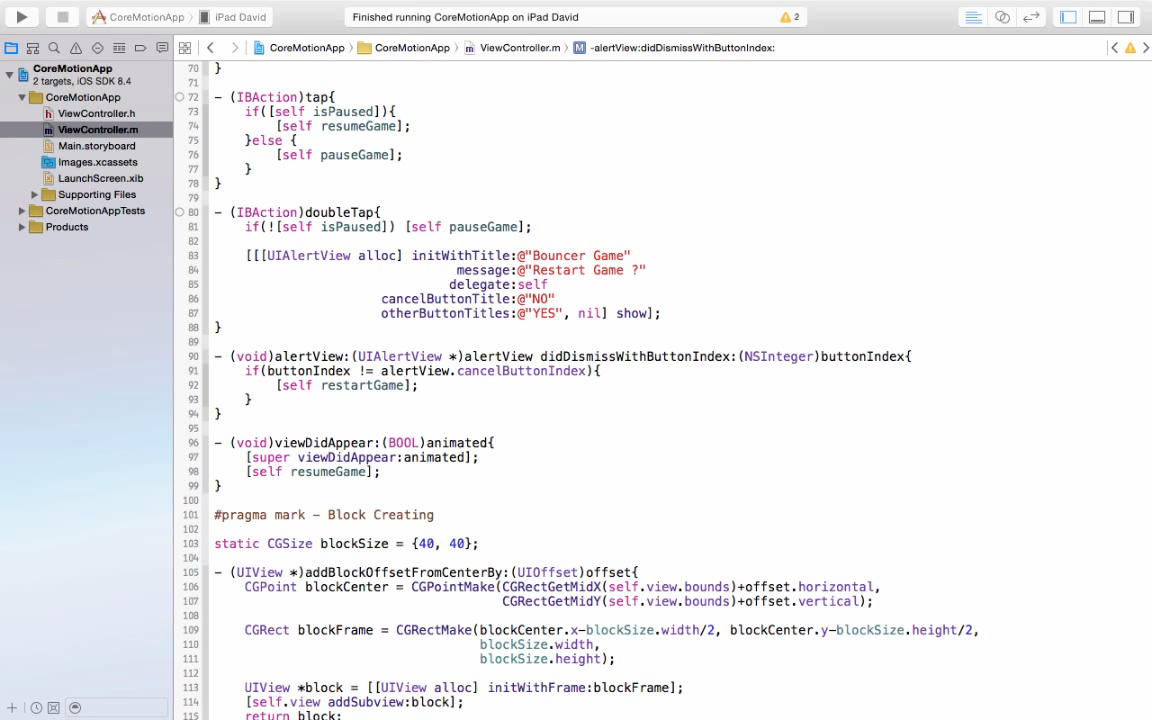 CoreMotionApp
iPad David
Finished running CoreMotionApp on iPad David
2
CoreMotionApp
CoreMotionApp
ViewController.m
M
-alertView:didDismissWithButtonIndex:
CoreMotionApp
2 targets, iOS SDK 8.4
CoreMotionApp
h ViewController.h
m ViewController.m
Main.storyboard
Images.xcassets
LaunchScreen.xib
Supporting Files
CoreMotionAppTests
Products
70 }
71
72 - (IBAction)tap{
73 if([self isPaused]){
74 [self resumeGame];
75 }else {
76 [self pauseGame];
77 }
78 }
79
80 - (IBAction)doubleTap{
81 if(![self isPaused]) [self pauseGame];
82
83 [[[UIAlertView alloc] initWithTitle:@"Bouncer Game"
84 message:@"Restart Game ?"
85 delegate:self
86 cancelButtonTitle:@"NO"
87 otherButtonTitles:@"YES", nil] show];
88 }
89
90 - (void)alertView:(UIAlertView *)alertView didDismissWithButtonIndex:(NSInteger)buttonIndex{
91 if(buttonIndex != alertView.cancelButtonIndex){
92 [self restartGame];
93 }
94 }
95
96 - (void)viewDidAppear:(BOOL)animated{
97 [super viewDidAppear:animated];
98 [self resumeGame];
99 }
100
101 #pragma mark - Block Creating
102
103 static CGSize blockSize = {40, 40};
104
105 - (UIView *)addBlockOffsetFromCenterBy:(UIOffset)offset{
106 CGPoint blockCenter = CGPointMake(CGRectGetMidX(self.view.bounds)+offset.horizontal,
107 CGRectGetMidY(self.view.bounds)+offset.vertical);
108
109 CGRect blockFrame = CGRectMake(blockCenter.x-blockSize.width/2, blockCenter.y-blockSize.height/2,
110 blockSize.width,
111 blockSize.height);
112
113 UIView *block = [[UIView alloc] initWithFrame:blockFrame];
114 [self.view addSubview:block];
115 return block;